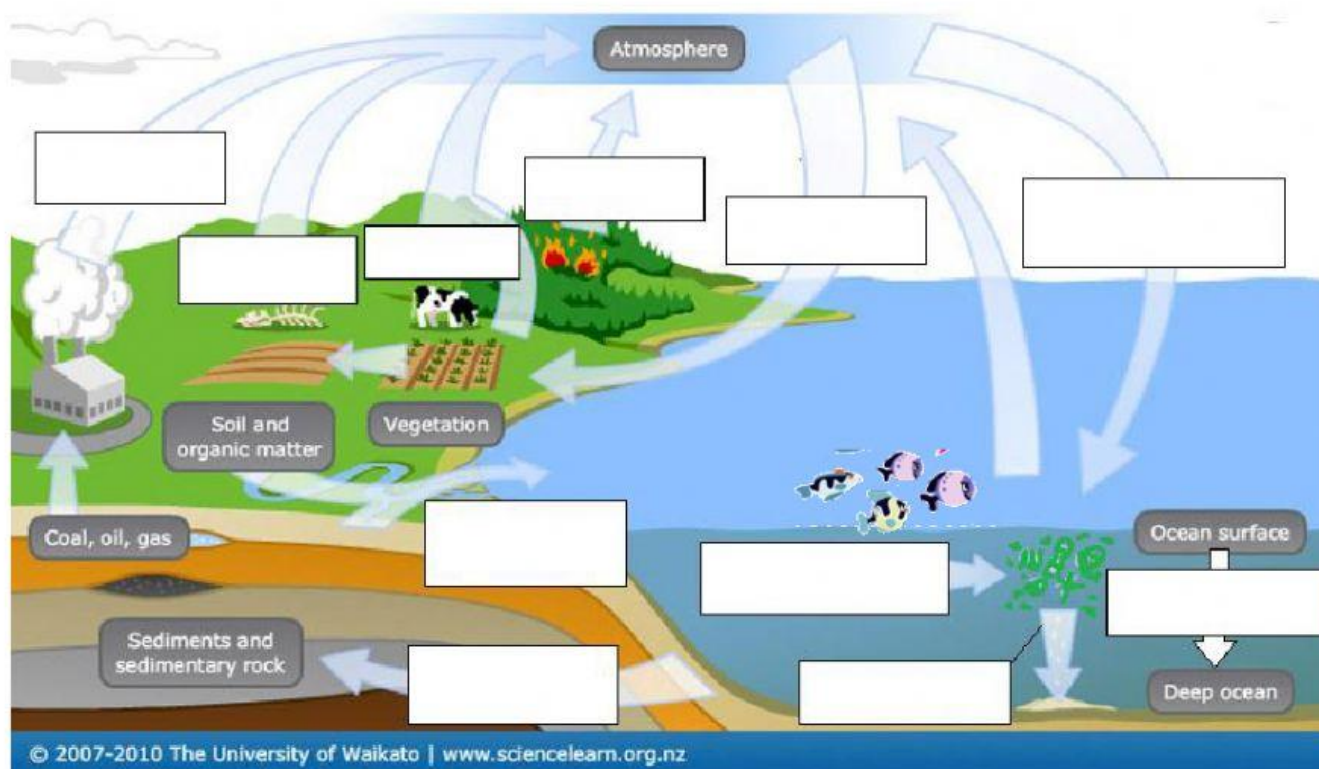 Atmosphere
Soil and
organic matter
Vegetation
Coal, oil, gas
Ocean surface
Sediments and
sedimentary rock
Deep ocean
© 2007-2010 The University of Waikato | www.sciencelearn.org.nz